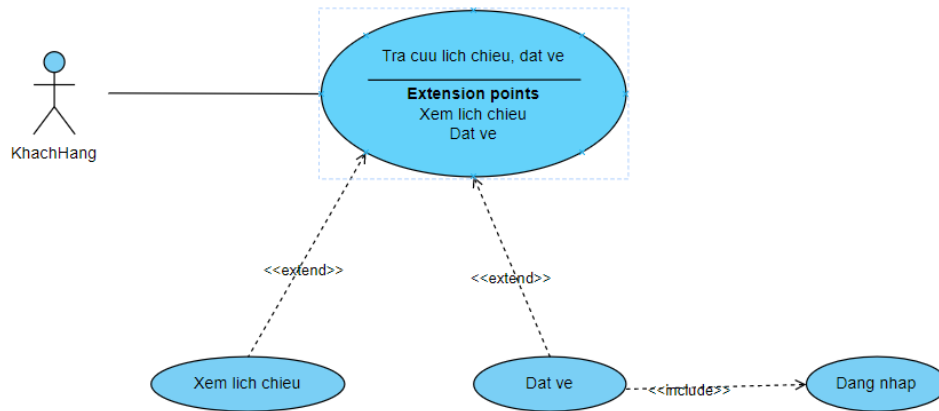 Tra cuu lich chieu, dat ve
Extension points
Xem lich chieu
Dat ve
KhachHang
<<extend>>
<<extend>>
Xem lich chieu
Dat ve
<<include>>
Dang nhap